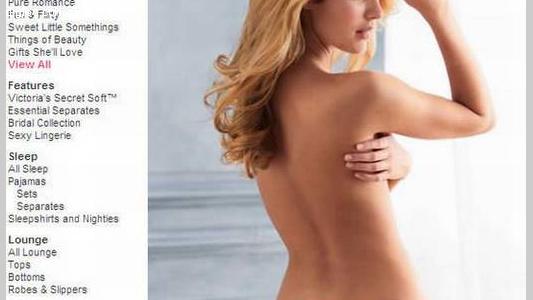 Pure Romance
Sweet Little Somethings
Things of Beauty
Gifts She'll Love
View All
Features
Victoria's Secret Soft™
Essential Separates
Bridal Collection
Sexy Lingerie
Sleep
All Sleep
Pajamas
Sets
Separates
Sleepshirts and Nighties
Lounge
All Lounge
Tops
Bottoms
Robes & Slippers